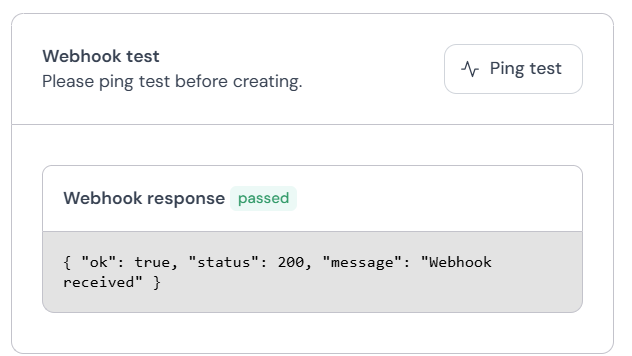 Webhook test
Please ping test before creating.
Ping test
Webhook response passed
{ "ok": true, "status": 200, "message": "Webhook
received" }